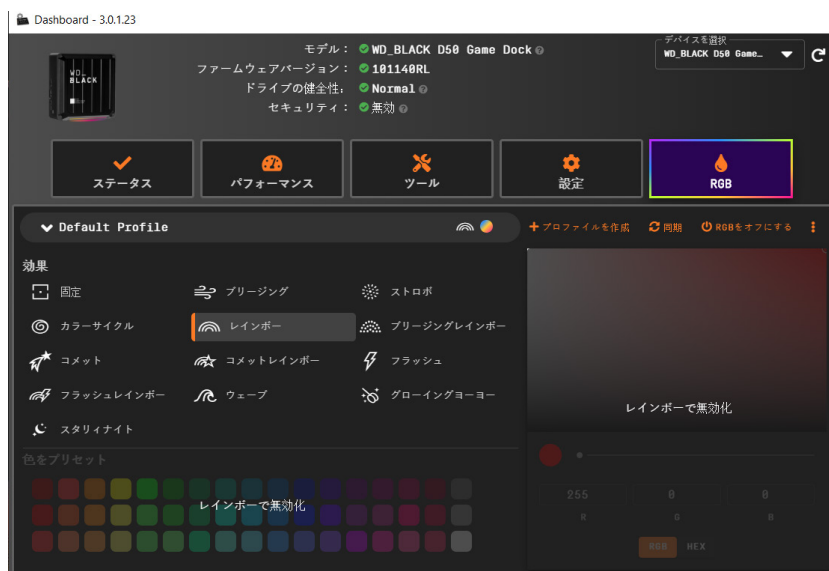 Dashboard - 3.0.1.23
モデル： WD_BLACK D50 Game Dock
ファームウェアバージョン： 101140RL
ドライブの健全性： Normal
セキュリティ： 無効
デバイスを選択
WD_BLACK D50 Game…
WD_
BLACK
ステータス
パフォーマンス
ツール
設定
RGB
Default Profile
プロファイルを作成
同期
RGBをオフにする
効果
固定
ブリージング
ストロボ
カラーサイクル
レインボー
ブリージングレインボー
コメット
コメットレインボー
フラッシュ
フラッシュレインボー
ウェーブ
グローイングヨーヨー
スタリィナイト
レインボーで無効化
色をプリセット
レインボーで無効化
255 0 0
R G B
RGB HEX